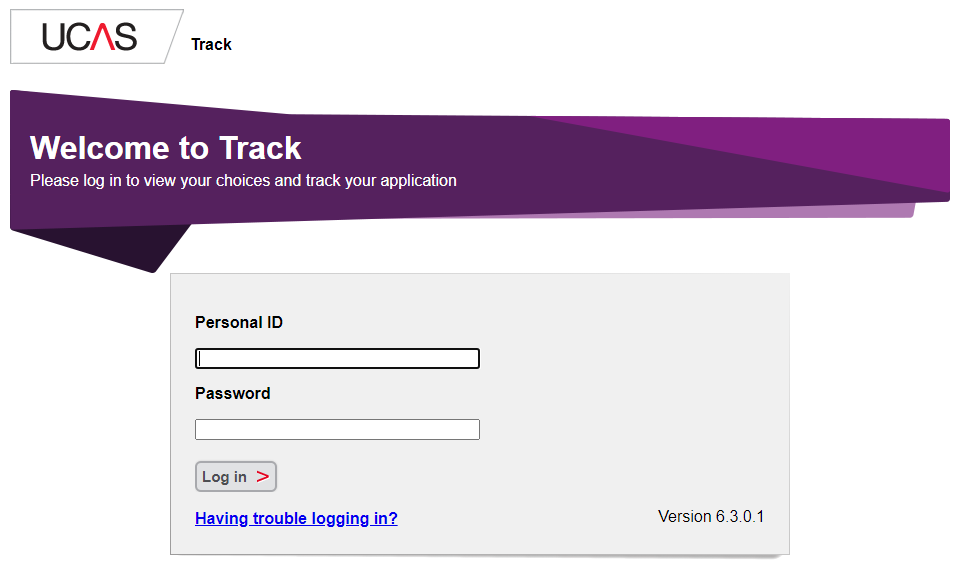 UCAS Track
Welcome to Track
Please log in to view your choices and track your application
Personal ID
Password
Log in >
Having trouble logging in?
Version 6.3.0.1